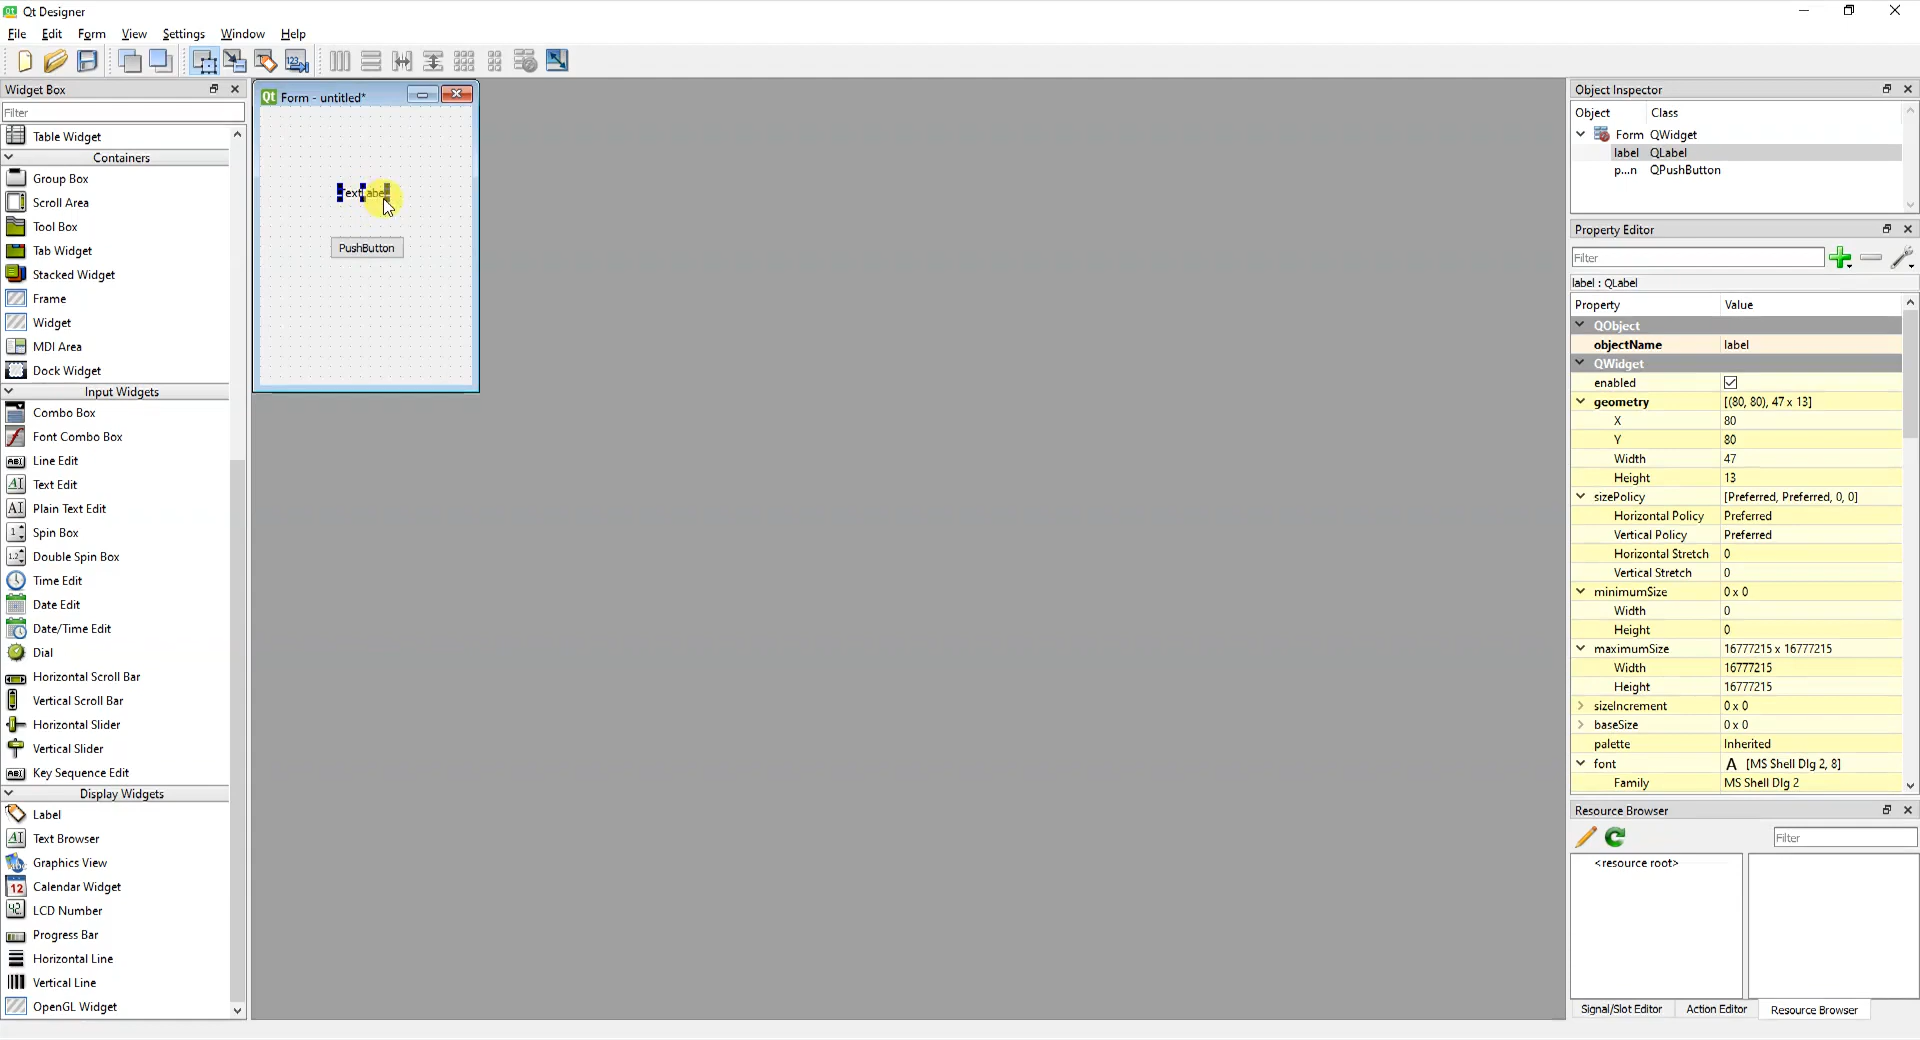 Qt Designer
File Edit Form View Settings Window Help
Widget Box
Filter
Table Widget
Containers
Group Box
Scroll Area
Tool Box
Tab Widget
Stacked Widget
Frame
Widget
MDI Area
Dock Widget
Input Widgets
Combo Box
Font Combo Box
Line Edit
Text Edit
Plain Text Edit
Spin Box
Double Spin Box
Time Edit
Date Edit
Date/Time Edit
Dial
Horizontal Scroll Bar
Vertical Scroll Bar
Horizontal Slider
Vertical Slider
Key Sequence Edit
Display Widgets
Label
Text Browser
Graphics View
Calendar Widget
LCD Number
Progress Bar
Horizontal Line
Vertical Line
OpenGL Widget
Form - untitled*
TextLabel
PushButton
Object Inspector
Object Class
Form QWidget
label QLabel
p...n QPushButton
Property Editor
Filter
label : QLabel
Property Value
QObject
objectName label
QWidget
enabled
geometry [(80, 80), 47 x 13]
X 80
Y 80
Width 47
Height 13
sizePolicy [Preferred, Preferred, 0, 0]
Horizontal Policy Preferred
Vertical Policy Preferred
Horizontal Stretch 0
Vertical Stretch 0
minimumSize 0 x 0
Width 0
Height 0
maximumSize 16777215 x 16777215
Width 16777215
Height 16777215
sizeIncrement 0 x 0
baseSize 0 x 0
palette Inherited
font A [MS Shell Dlg 2, 8]
Family MS Shell Dlg 2
Resource Browser
Filter
<resource root>
Signal/Slot Editor Action Editor Resource Browser